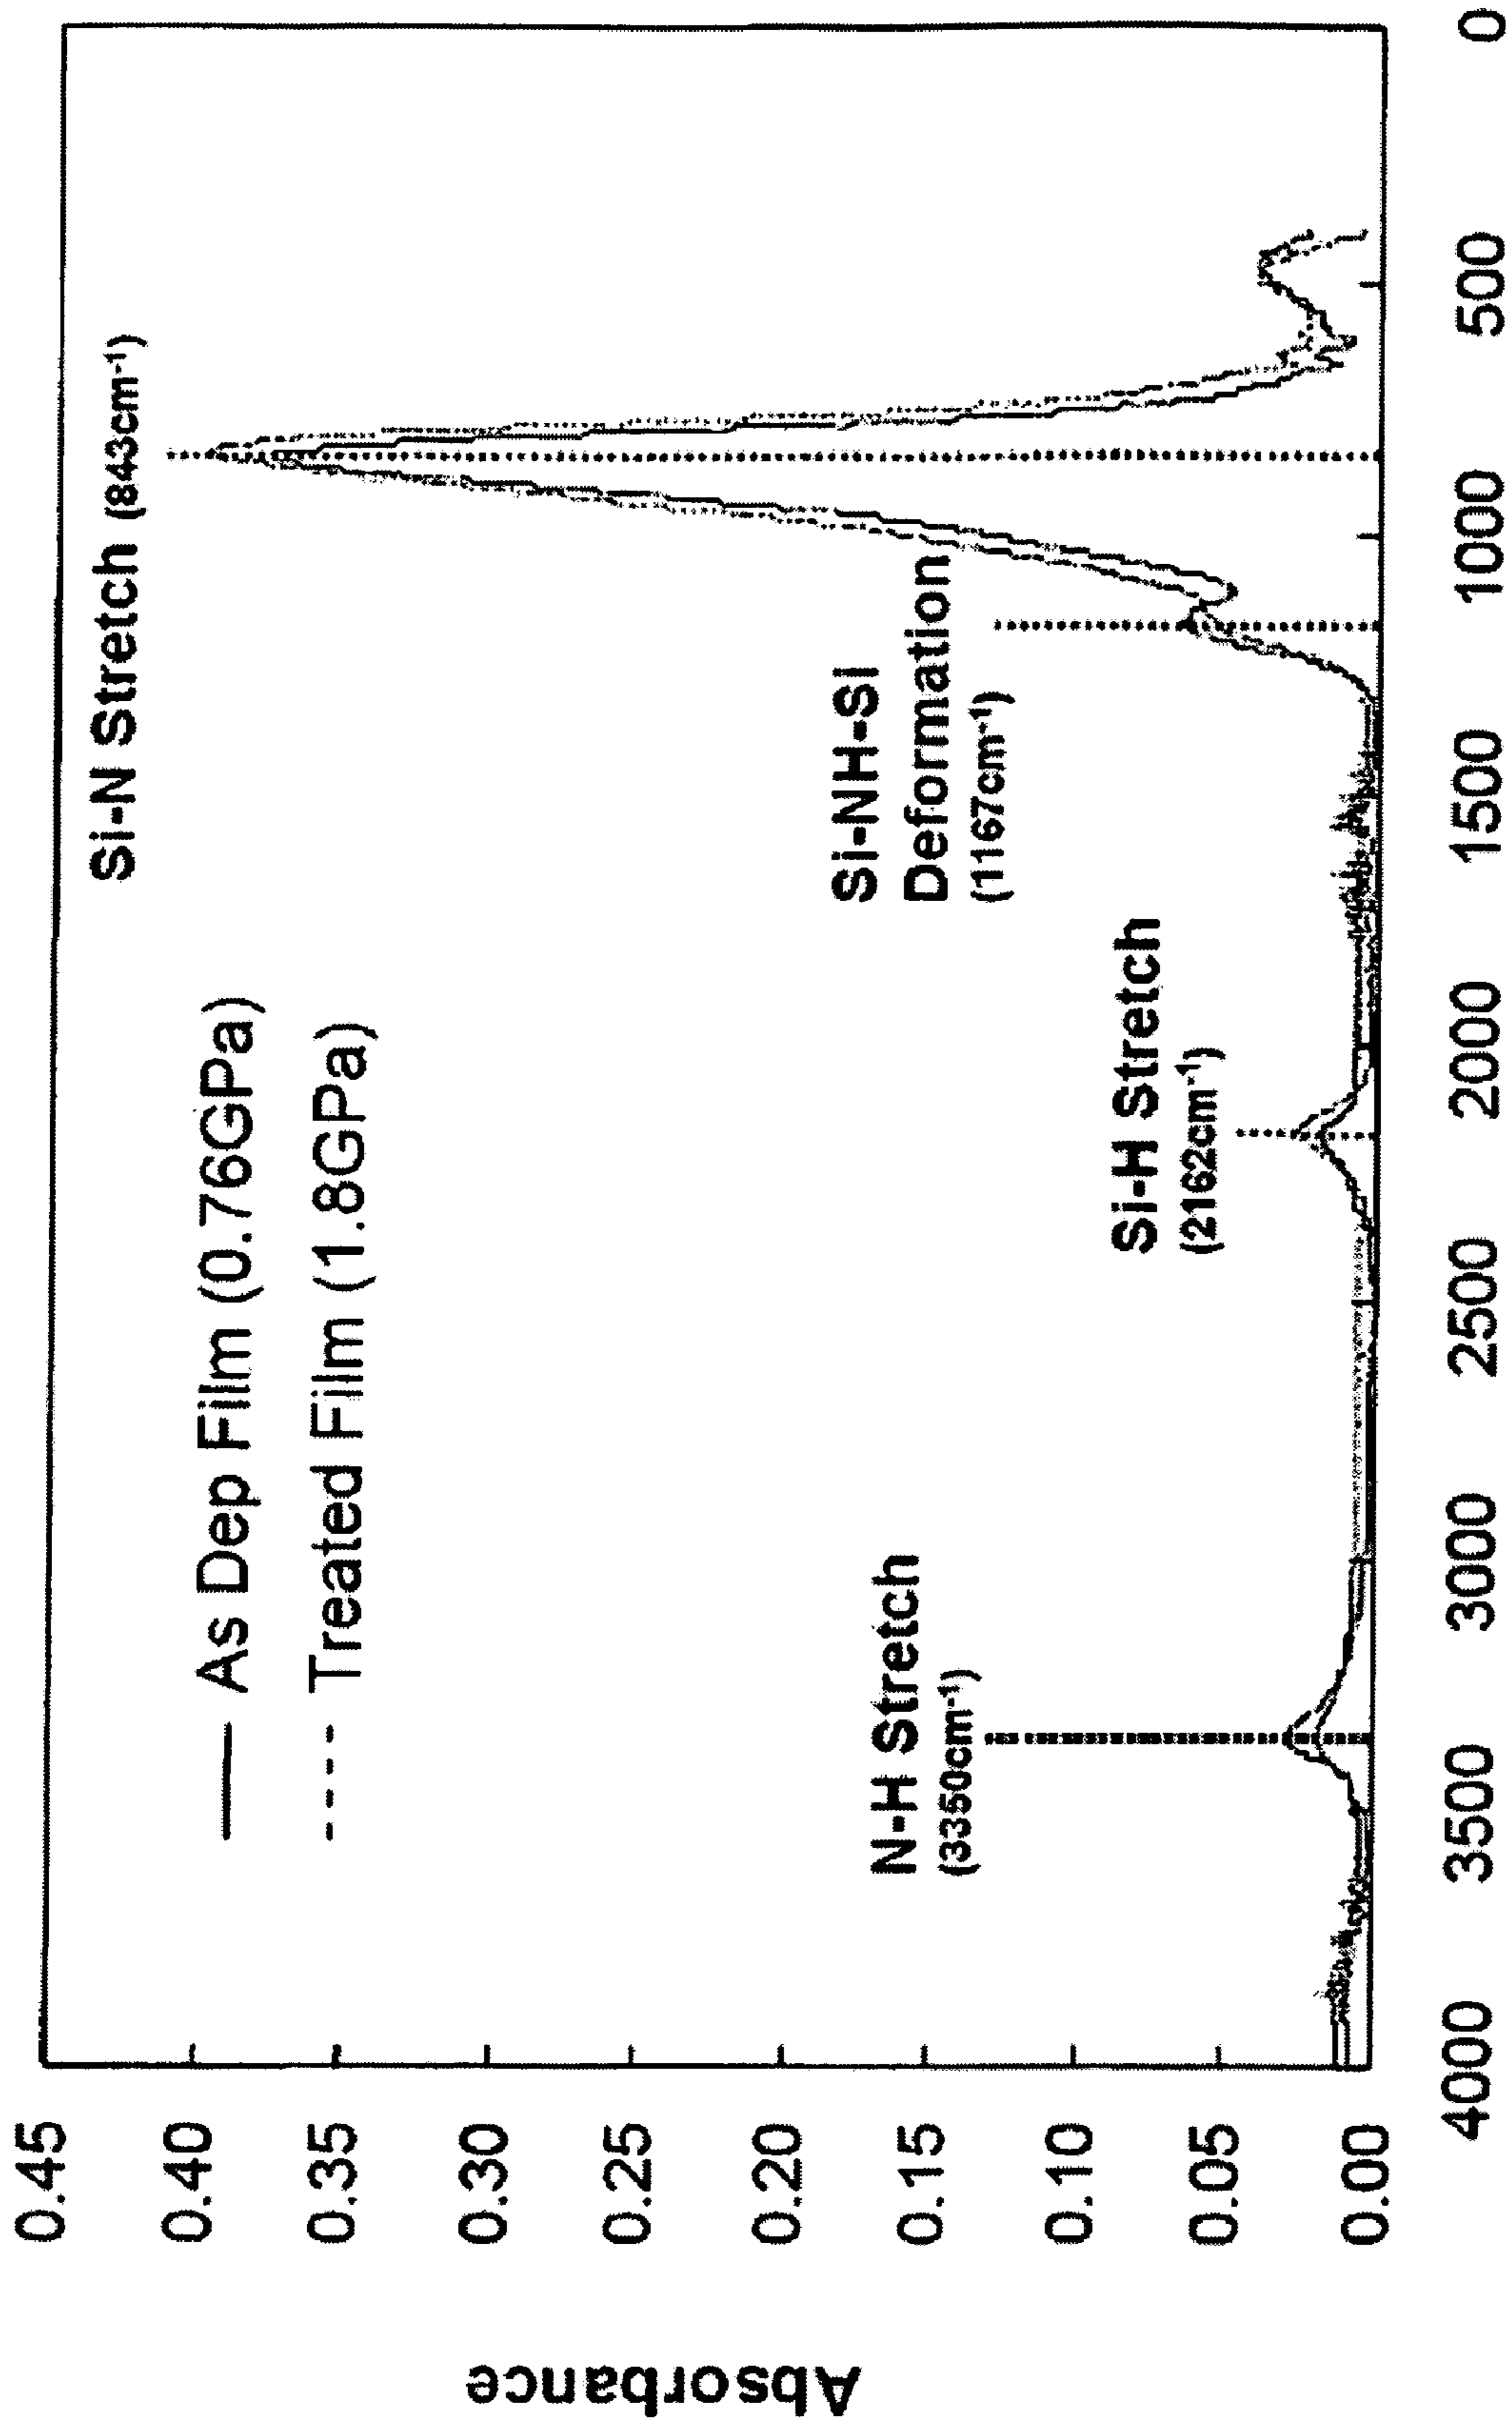 Si-N Stretch (843cm-1)
As Dep Film (0.76GPa)
Treated Film (1.8GPa)
Si-NH-Si
Deformation
(1167cm-1)
N-H Stretch
(3350cm-1)
Si-H Stretch
(2162cm-1)
Absorbance
0.45
0.40
0.35
0.30
0.25
0.20
0.15
0.10
0.05
0.00
4000 3500 3000 2500 2000 1500 1000 500 0